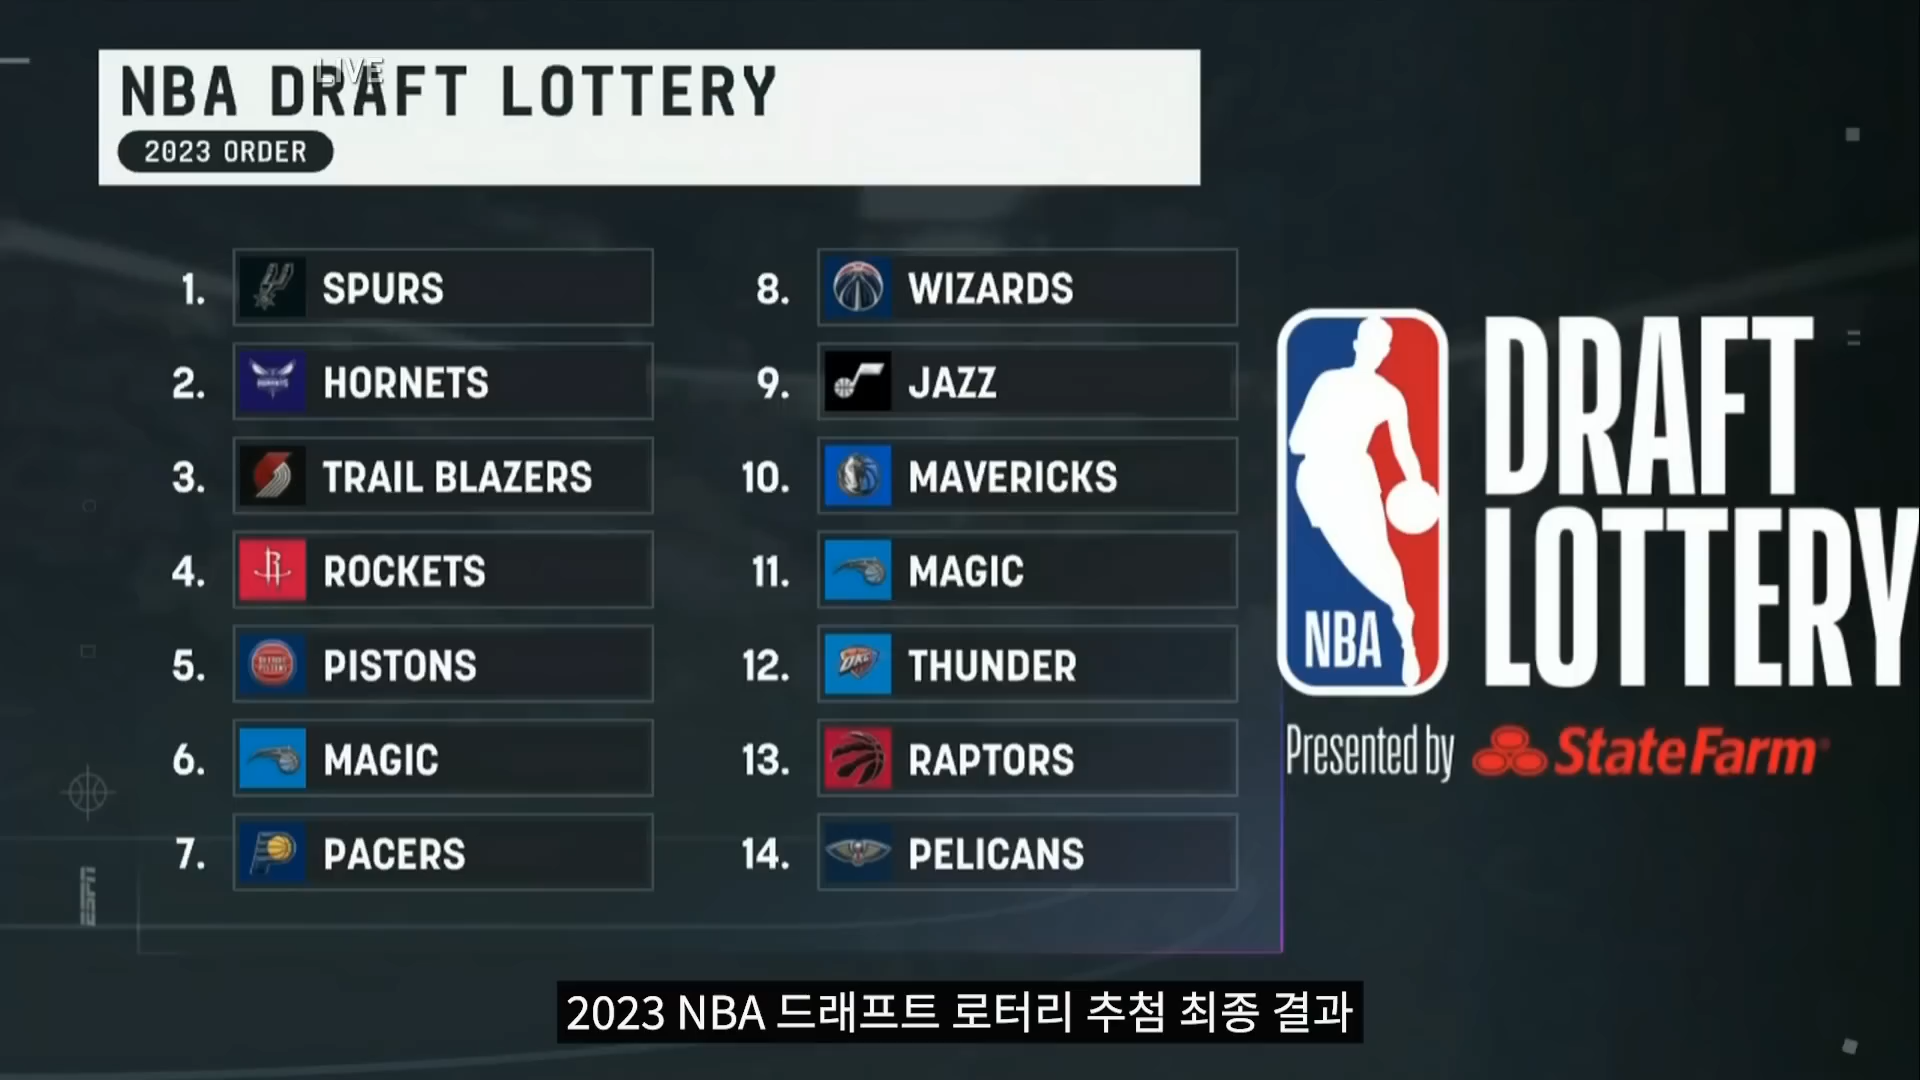 LIVE
NBA DRAFT LOTTERY
2023 ORDER
1. SPURS
2. HORNETS
3. TRAIL BLAZERS
4. ROCKETS
5. PISTONS
6. MAGIC
7. PACERS
8. WIZARDS
9. JAZZ
10. MAVERICKS
11. MAGIC
12. THUNDER
13. RAPTORS
14. PELICANS
NBA
DRAFT
LOTTERY
Presented by StateFarm
ESPN
2023 NBA 드래프트 로터리 추첨 최종 결과